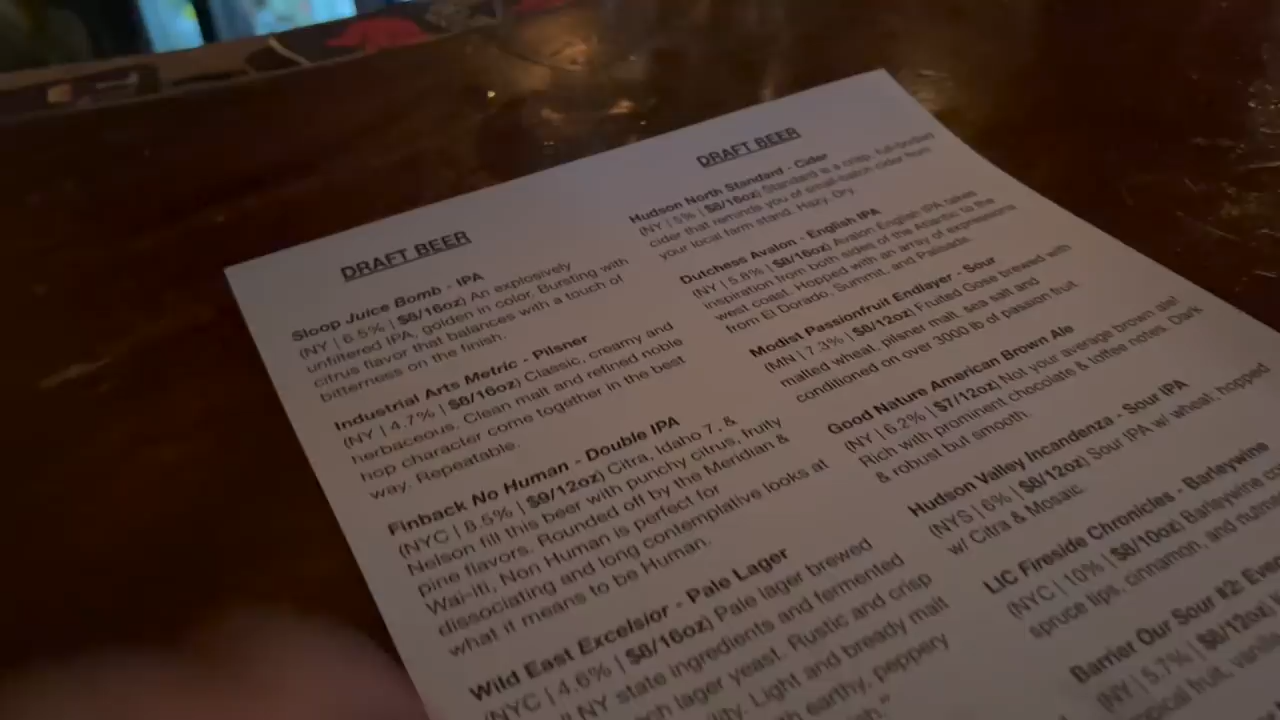 DRAFT BEER
Sloop Juice Bomb - IPA
(NY | 6.5% | $8/16oz) An explosively
unfiltered IPA, golden in color, Bursting with
citrus flavor that balances with a touch of
bitterness on the finish.
Industrial Arts Metric - Pilsner
(NY | 4.7% | $8/16oz) Classic, creamy and
herbaceous. Clean malt and refined noble
hop character come together in the best
way. Repeatable.
Finback No Human - Double IPA
(NYC | 8.5% | $9/12oz) Citra, Idaho 7, &
Nelson fill this beer with punchy citrus, fruity
pine flavors. Rounded off by the Meridian &
Wai-iti, Non Human is perfect for
dissociating and long contemplative looks at
what it means to be Human.
Wild East Excelsior - Pale Lager
(NYC | 4.6% | $8/16oz) Pale lager brewed
NY state ingredients and fermented
lager yeast. Rustic and crisp
Light and bready malt
earthy, peppery
DRAFT BEER
Hudson North Standard - Cider
(NY | 5% | $8/16oz) Standard is a crisp, full-bodied
cider that reminds you of small-batch cider from
your local farm stand. Hazy. Dry.
Dutchess Avalon - English IPA
(NY | 5.8% | $8/16oz) Avalon English IPA takes
inspiration from both sides of the Atlantic to the
west coast. Hopped with an array of expressions
from El Dorado, Summit, and Palisade.
Modist Passionfruit Endlayer - Sour
(MN | 7.3% | $8/12oz) Fruited Gose brewed with
malted wheat, pilsner malt, sea salt and
conditioned on over 3000 lb of passion fruit.
Good Nature American Brown Ale
(NY | 6.2% | $7/12oz) Not your average brown ale!
Rich with prominent chocolate & toffee notes. Dark
& robust but smooth.
Hudson Valley Incandenza - Sour IPA
(NYS | 6% | $8/12oz) Sour IPA w/ wheat; hopped
w/ Citra & Mosaic
LIC Fireside Chronicles - Barleywine
(NYC | 10% | $8/10oz) Barleywine
spruce tips, cinnamon, and
Barrier Our Sour #2:
(NY | 5.7% | $8/12oz)
fruit,